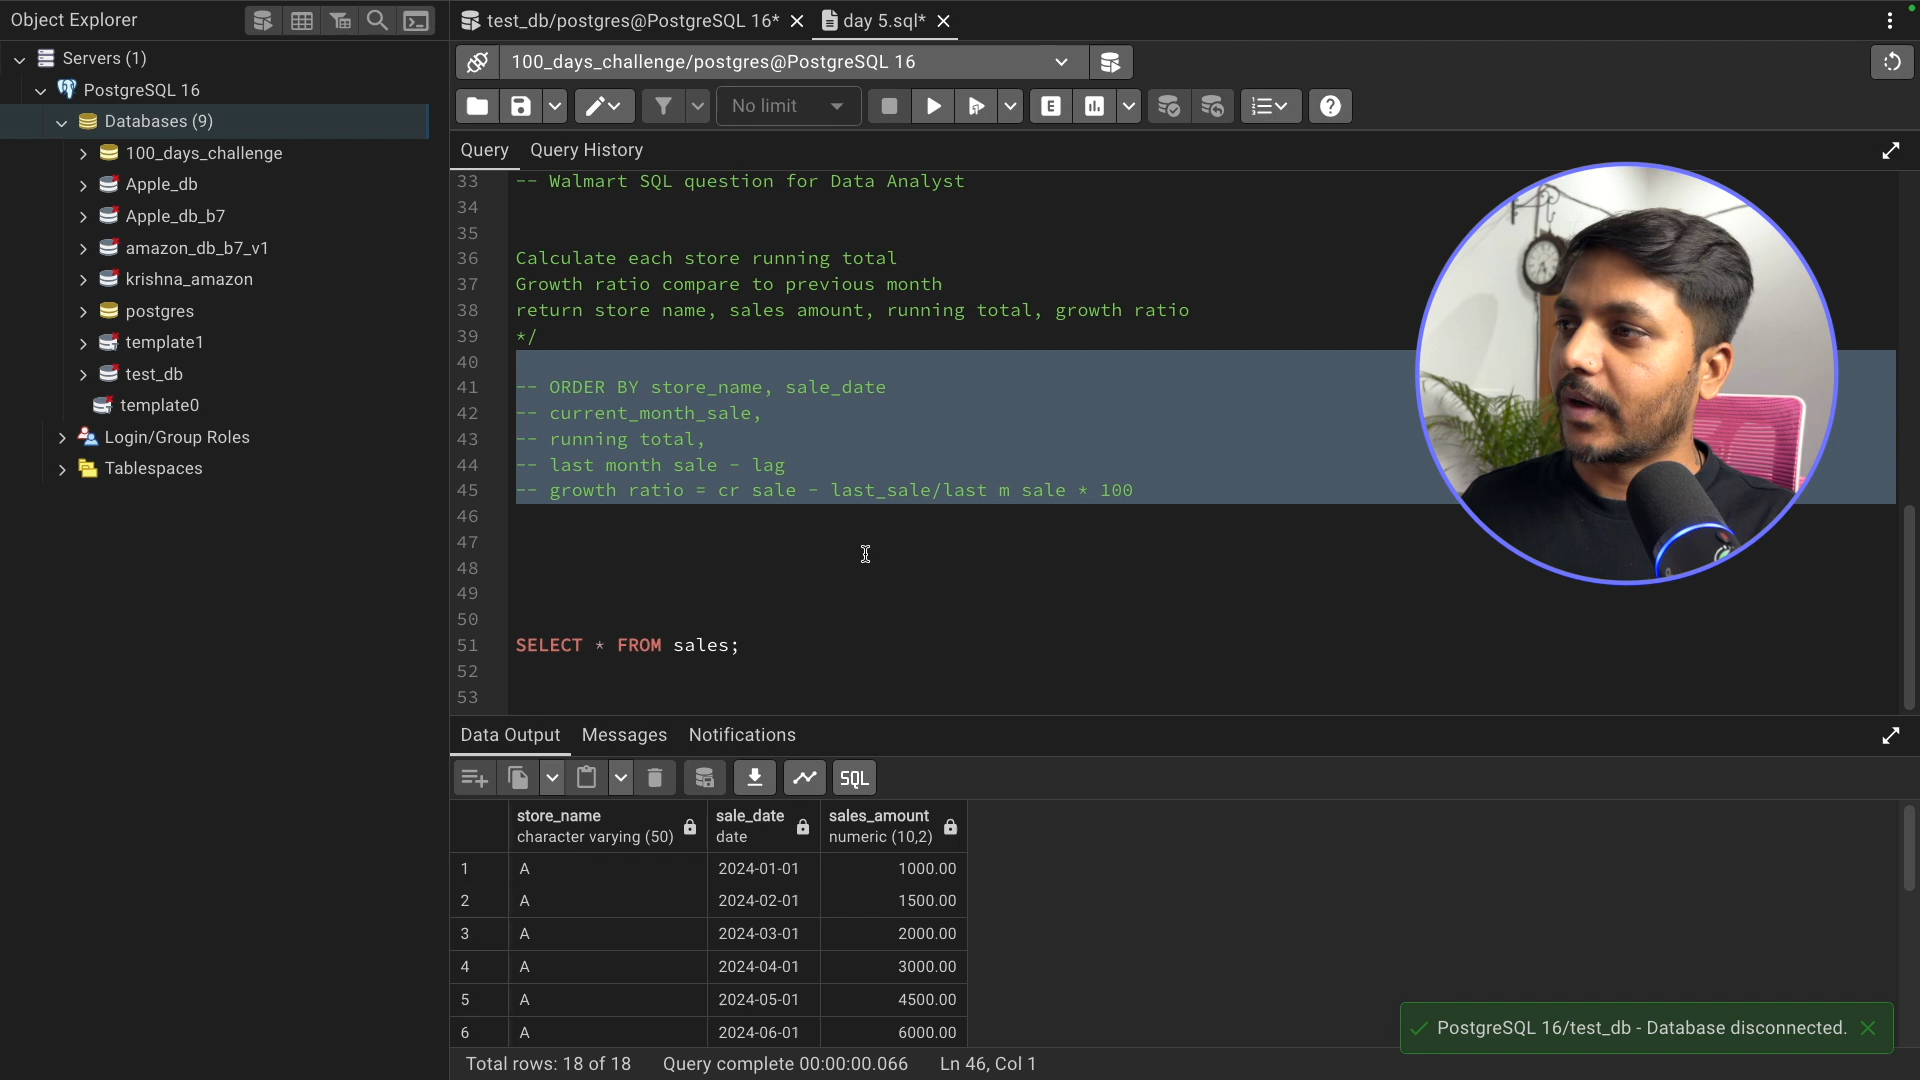 Object Explorer
test_db/postgres@PostgreSQL 16*
day 5.sql*
Servers (1)
PostgreSQL 16
Databases (9)
100_days_challenge
Apple_db
Apple_db_b7
amazon_db_b7_v1
krishna_amazon
postgres
template1
test_db
template0
Login/Group Roles
Tablespaces
100_days_challenge/postgres@PostgreSQL 16
No limit
E
Query Query History
33 -- Walmart SQL question for Data Analyst
34
35
36 Calculate each store running total
37 Growth ratio compare to previous month
38 return store name, sales amount, running total, growth ratio
39 */
40
41 -- ORDER BY store_name, sale_date
42 -- current_month_sale,
43 -- running total,
44 -- last month sale - lag
45 -- growth ratio = cr sale - last_sale/last m sale * 100
46
47
48
49
50
51 SELECT * FROM sales;
52
53
Data Output Messages Notifications
SQL
store_name sale_date sales_amount
character varying (50) date numeric (10,2)
1 A 2024-01-01 1000.00
2 A 2024-02-01 1500.00
3 A 2024-03-01 2000.00
4 A 2024-04-01 3000.00
5 A 2024-05-01 4500.00
6 A 2024-06-01 6000.00
PostgreSQL 16/test_db - Database disconnected.
Total rows: 18 of 18 Query complete 00:00:00.066 Ln 46, Col 1